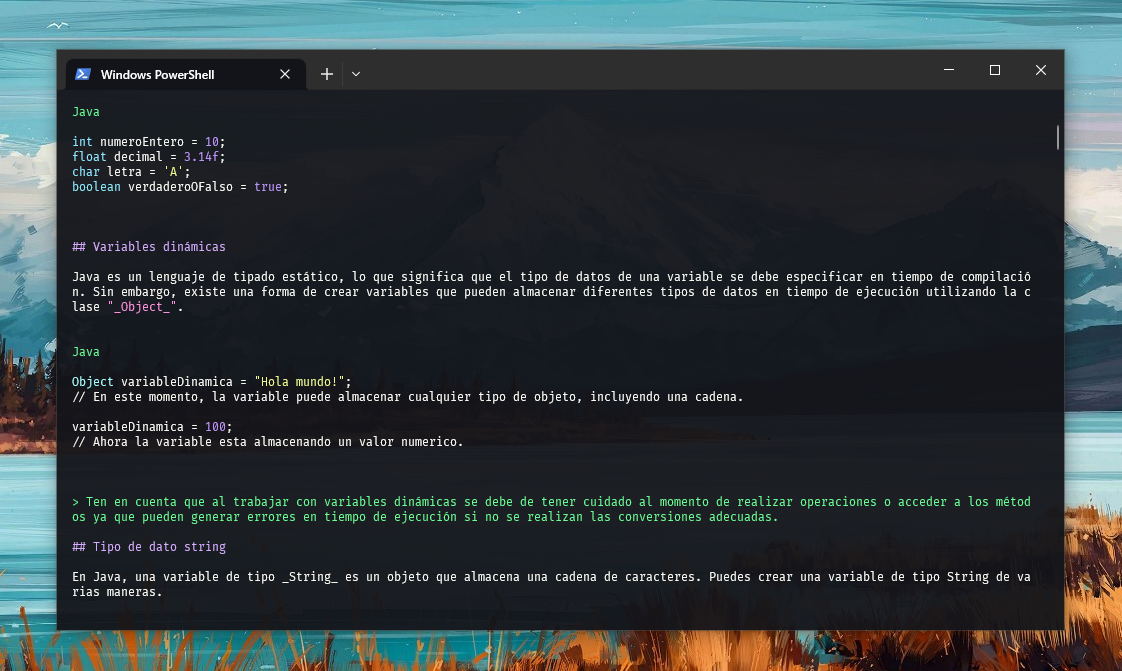 Windows PowerShell
Java
int numeroEntero = 10;
float decimal = 3.14f;
char letra = 'A';
boolean verdaderoOFalso = true;
## Variables dinámicas
Java es un lenguaje de tipado estático, lo que significa que el tipo de datos de una variable se debe especificar en tiempo de compilació
n. Sin embargo, existe una forma de crear variables que pueden almacenar diferentes tipos de datos en tiempo de ejecución utilizando la c
lase "_Object_".
Java
Object variableDinamica = "Hola mundo!";
// En este momento, la variable puede almacenar cualquier tipo de objeto, incluyendo una cadena.
variableDinamica = 100;
// Ahora la variable esta almacenando un valor numerico.
> Ten en cuenta que al trabajar con variables dinámicas se debe de tener cuidado al momento de realizar operaciones o acceder a los métod
os ya que pueden generar errores en tiempo de ejecución si no se realizan las conversiones adecuadas.
## Tipo de dato string
En Java, una variable de tipo _String_ es un objeto que almacena una cadena de caracteres. Puedes crear una variable de tipo String de va
rias maneras.